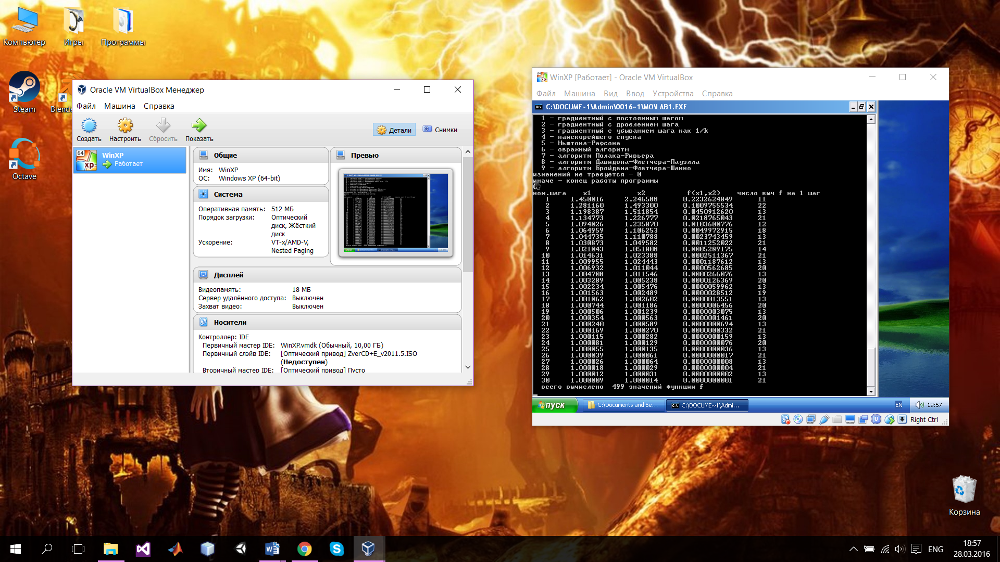 Компьютер
Игры
Программы
Steam
Blende
Octave
Oracle VM VirtualBox Менеджер
Файл Машина Справка
Создать Настроить Сбросить Показать
Детали Снимки
64 xp WinXP
Работает
Общие
Имя: WinXP
ОС: Windows XP (64-bit)
Система
Оперативная память: 512 МБ
Порядок загрузки: Оптический
диск, Жёсткий
диск
Ускорение: VT-x/AMD-V,
Nested Paging
Превью
Дисплей
Видеопамять: 18 МБ
Сервер удалённого доступа: Выключен
Захват видео: Выключен
Носители
Контроллер: IDE
Первичный мастер IDE: WinXP.vmdk (Обычный, 10,00 ГБ)
Первичный слэйв IDE: [Оптический привод] ZverCD+E_v2011.5.ISO
(Недоступен)
Вторичный мастер IDE: [Оптический привод] Пусто
WinXP [Работает] - Oracle VM VirtualBox
Файл Машина Вид Ввод Устройства Справка
C:\DOCUME~1\Admin\0016~1\MO\LAB1.EXE
1 - градиентный с постоянным шагом
2 - градиентный с дроблением шага
3 - градиентный с убыванием шага как 1/k
4 - наискорейшего спуска
5 - Ньютона-Рафсона
6 - овражный алгоритм
7 - алгоритм Полака-Ривьера
8 - алгоритм Давидона-Флетчера-Пауэлла
9 - алгоритм Бройдена-Флетчера-Шанно
изменений не требуется - 0
иначе - конец работы программы
ном.шага x1 x2 f(x1,x2) число выч f на 1 шаг
1 1.450016 2.246588 0.2232624849 11
2 1.281160 1.493300 0.1009755534 22
3 1.198387 1.511854 0.0450912620 13
4 1.134773 1.226777 0.0218765043 21
5 1.094026 1.235870 0.0103600776 12
6 1.064959 1.106253 0.0049972915 18
7 1.044735 1.110788 0.0023743459 13
8 1.030873 1.049582 0.0011252022 21
9 1.021043 1.051808 0.0005289175 14
10 1.014631 1.023388 0.0002511367 21
11 1.009955 1.024443 0.0001187612 13
12 1.006932 1.011044 0.0000562685 20
13 1.004708 1.011546 0.0000266076 13
14 1.003289 1.005238 0.0000126369 20
15 1.002234 1.005476 0.0000059962 13
16 1.001563 1.002489 0.0000028512 19
17 1.001062 1.002602 0.0000013551 13
18 1.000744 1.001186 0.0000006456 20
19 1.000506 1.001239 0.0000003075 13
20 1.000354 1.000563 0.0000001461 20
21 1.000240 1.000589 0.0000000694 13
22 1.000169 1.000270 0.0000000332 21
23 1.000115 1.000282 0.0000000159 13
24 1.000081 1.000129 0.0000000076 20
25 1.000055 1.000135 0.0000000036 13
26 1.000039 1.000061 0.0000000017 21
27 1.000026 1.000064 0.0000000008 13
28 1.000018 1.000029 0.0000000004 21
29 1.000012 1.000031 0.0000000002 13
30 1.000009 1.000014 0.0000000001 21
всего вычислено 499 значений функции f
пуск C:\Documents and Se... C:\DOCUME~1\Admi... EN 19:57
Right Ctrl
Корзина
ENG 18:57
28.03.2016